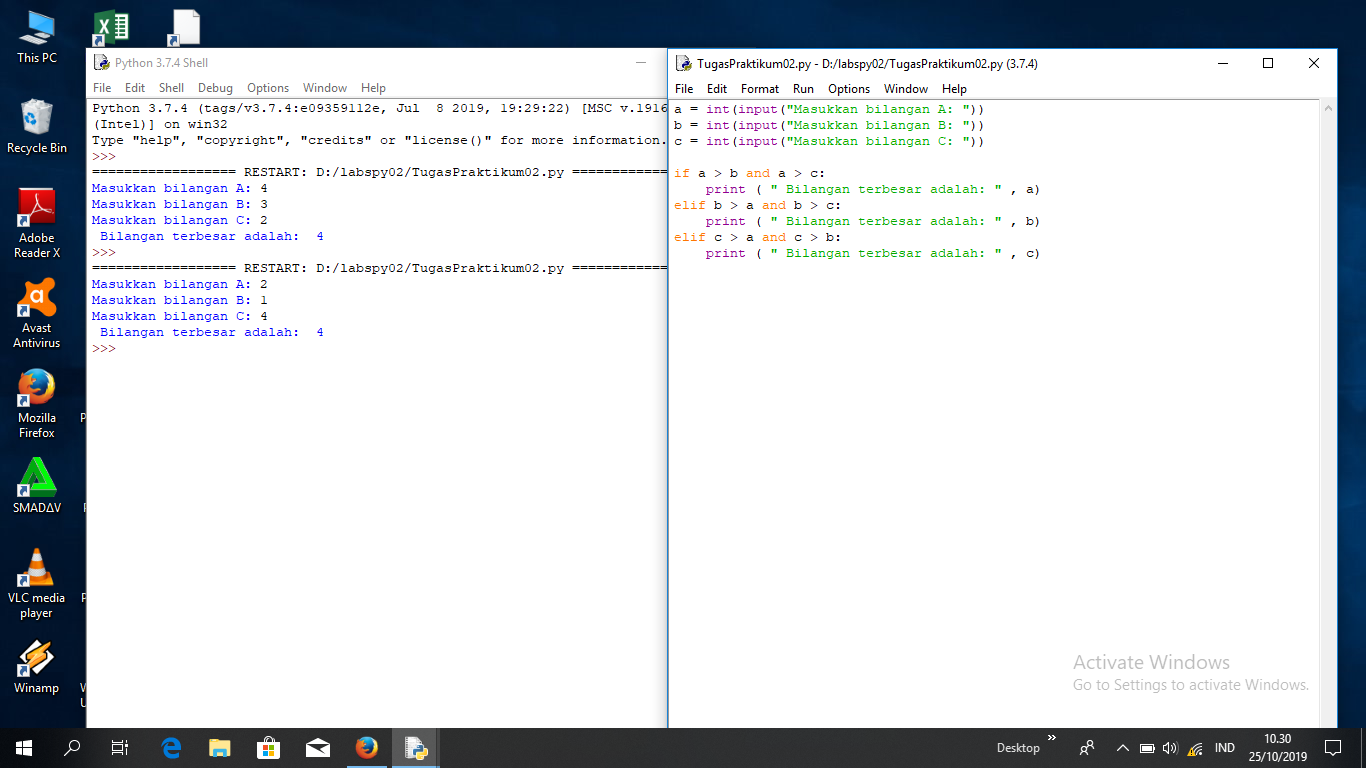 This PC
Recycle Bin
Adobe
Reader X
Avast
Antivirus
Mozilla
Firefox
SMADΔV
VLC media
player
Winamp
Python 3.7.4 Shell
File Edit Shell Debug Options Window Help
Python 3.7.4 (tags/v3.7.4:e09359112e, Jul  8 2019, 19:29:22) [MSC v.1916
(Intel)] on win32
Type "help", "copyright", "credits" or "license()" for more information.
>>>
================== RESTART: D:/labspy02/TugasPraktikum02.py ============
Masukkan bilangan A: 4
Masukkan bilangan B: 3
Masukkan bilangan C: 2
 Bilangan terbesar adalah:  4
>>>
================== RESTART: D:/labspy02/TugasPraktikum02.py ============
Masukkan bilangan A: 2
Masukkan bilangan B: 1
Masukkan bilangan C: 4
 Bilangan terbesar adalah:  4
>>>
TugasPraktikum02.py - D:/labspy02/TugasPraktikum02.py (3.7.4)
File Edit Format Run Options Window Help
a = int(input("Masukkan bilangan A: "))
b = int(input("Masukkan bilangan B: "))
c = int(input("Masukkan bilangan C: "))
if a > b and a > c:
    print ( " Bilangan terbesar adalah: " , a)
elif b > a and b > c:
    print ( " Bilangan terbesar adalah: " , b)
elif c > a and c > b:
    print ( " Bilangan terbesar adalah: " , c)
Activate Windows
Go to Settings to activate Windows.
Desktop
IND
10.30
25/10/2019